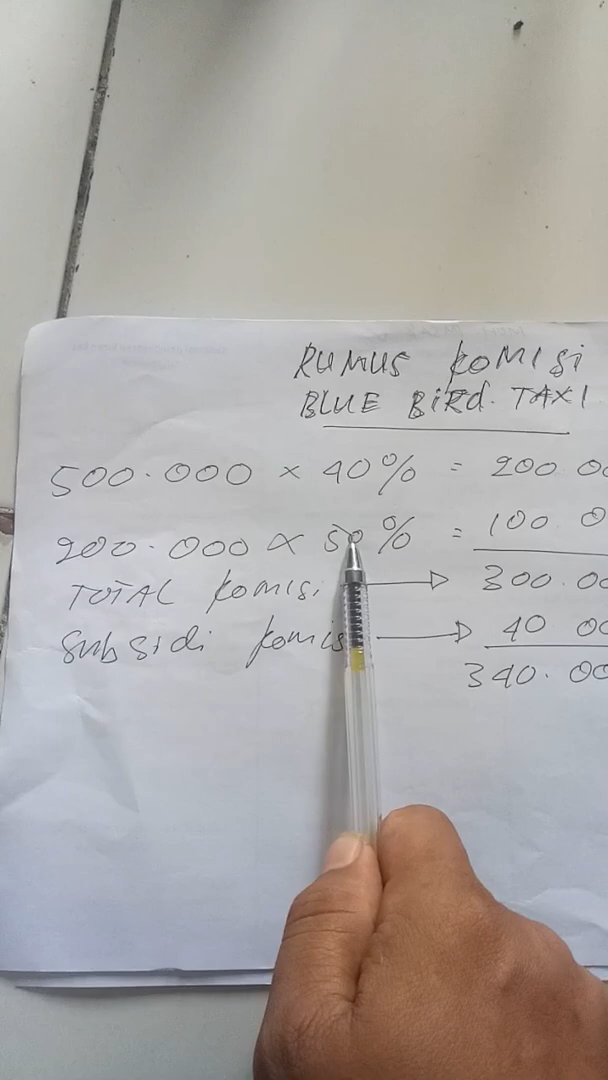 RUMUS KOMISI
BLUE BIRD. TAXI
500.000 × 40% = 200 00
200.000 × 50% = 100.0
TOTAL KOMISI → 300.00
Subsidi komisi → 40 00
340.00